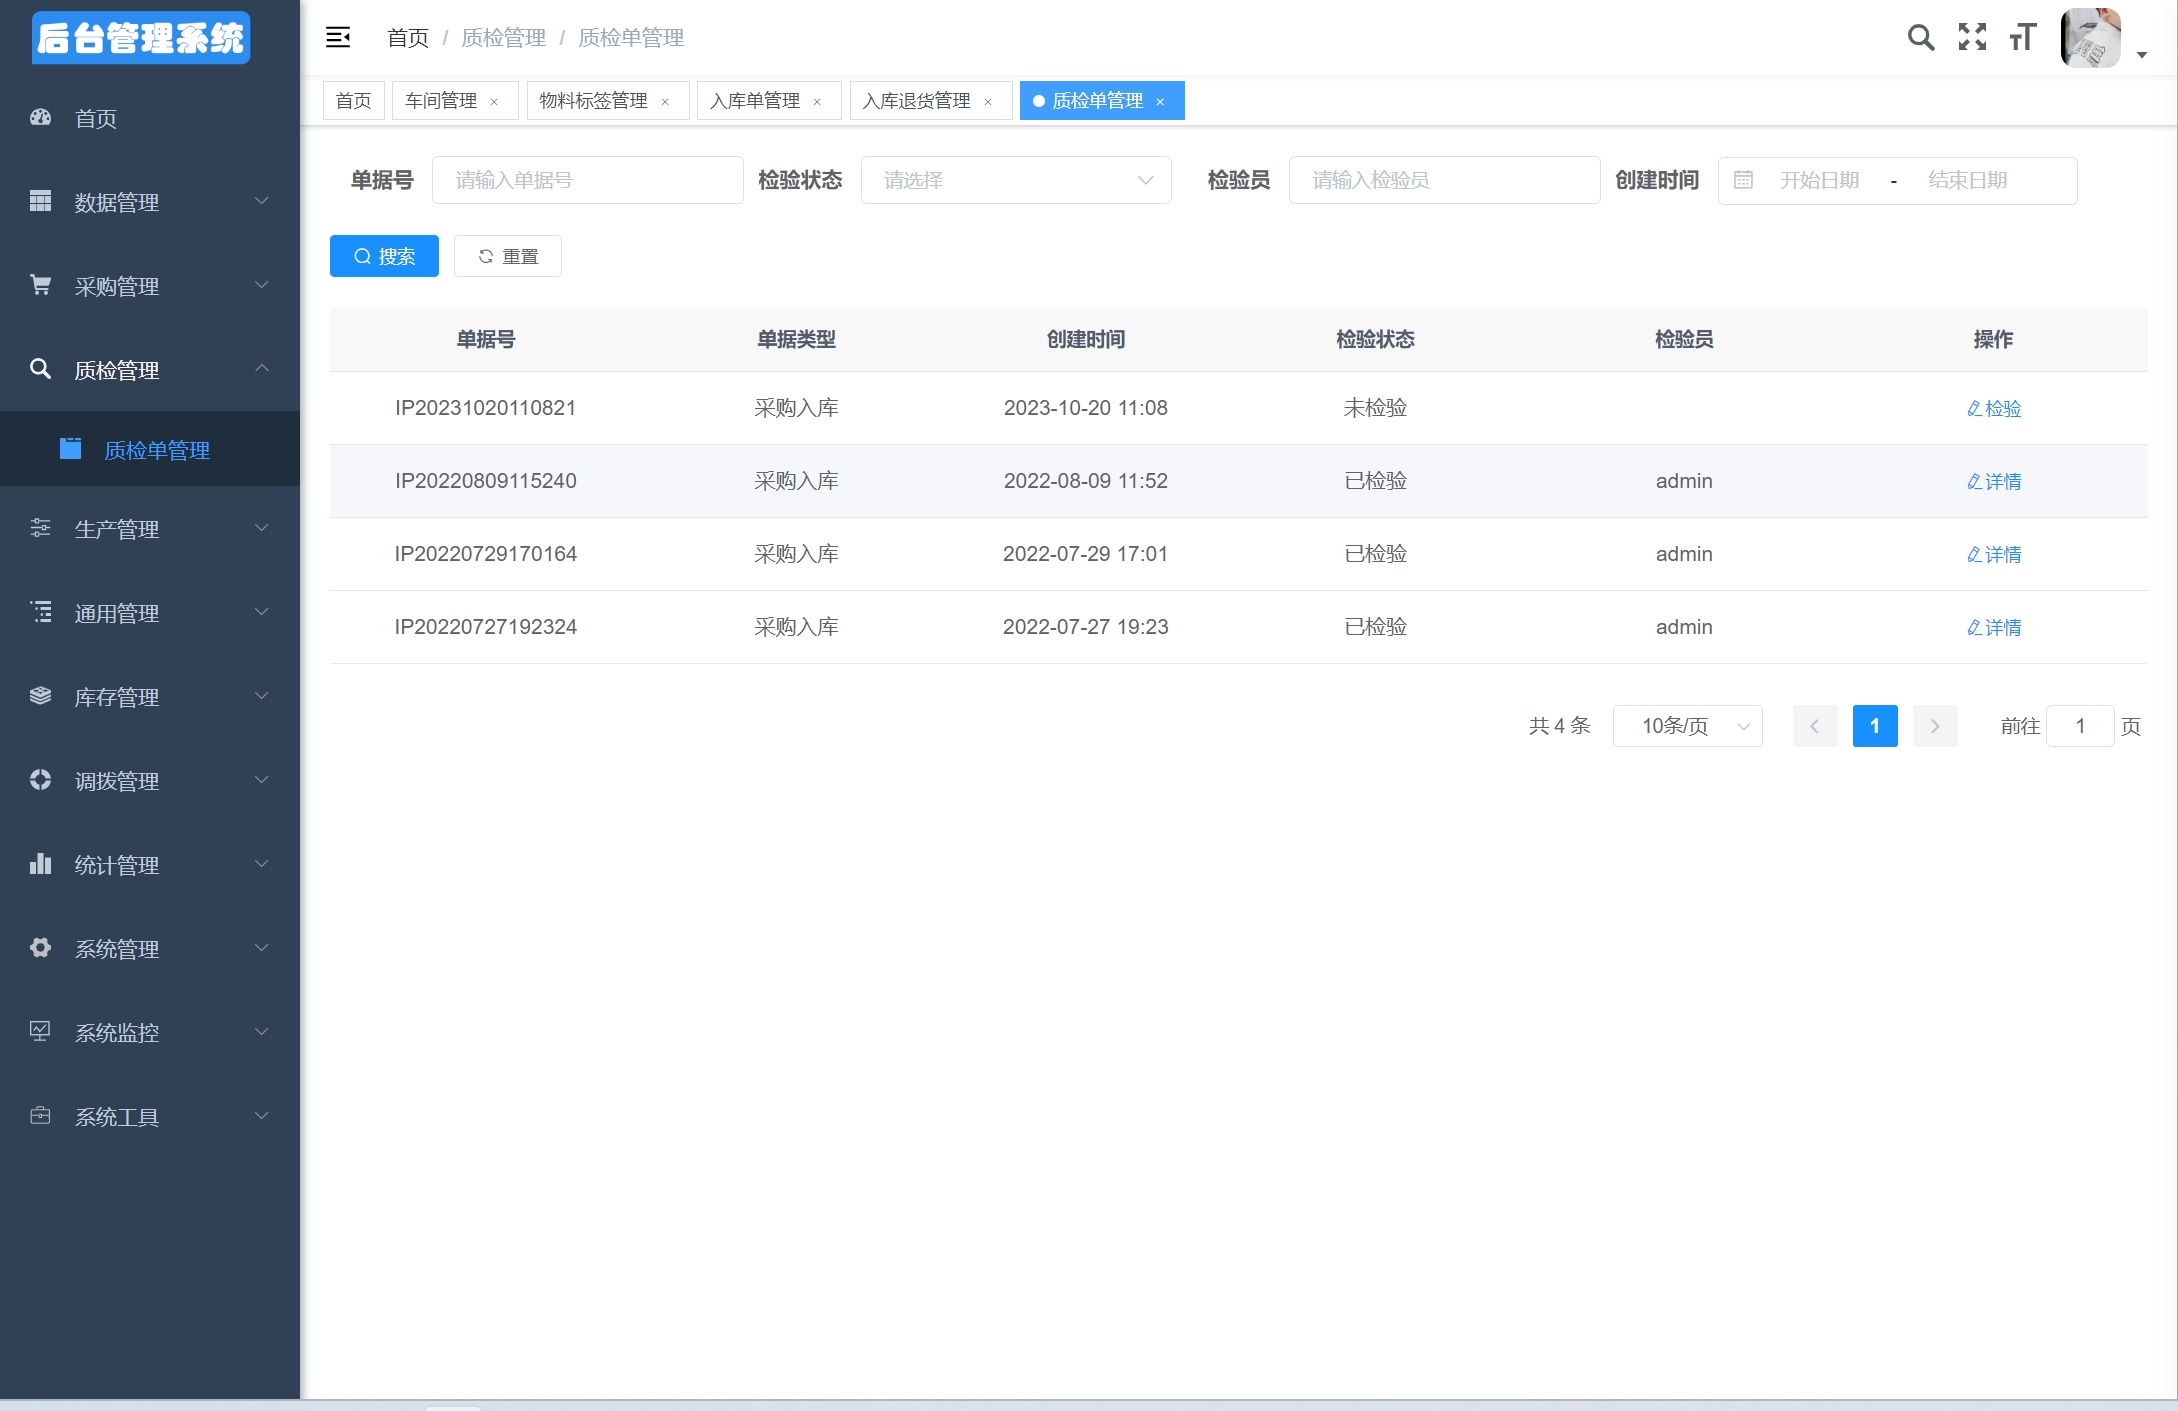 后台管理系统
首页 / 质检管理 / 质检单管理
首页
车间管理 ×
物料标签管理 ×
入库单管理 ×
入库退货管理 ×
质检单管理 ×
首页
数据管理
采购管理
质检管理
质检单管理
生产管理
通用管理
库存管理
调拨管理
统计管理
系统管理
系统监控
系统工具
单据号 请输入单据号 检验状态 请选择 检验员 请输入检验员 创建时间 开始日期 - 结束日期
搜索 重置
单据号 单据类型 创建时间 检验状态 检验员 操作
IP20231020110821 采购入库 2023-10-20 11:08 未检验 检验
IP20220809115240 采购入库 2022-08-09 11:52 已检验 admin 详情
IP20220729170164 采购入库 2022-07-29 17:01 已检验 admin 详情
IP20220727192324 采购入库 2022-07-27 19:23 已检验 admin 详情
共 4 条 10条/页 1 前往 1 页